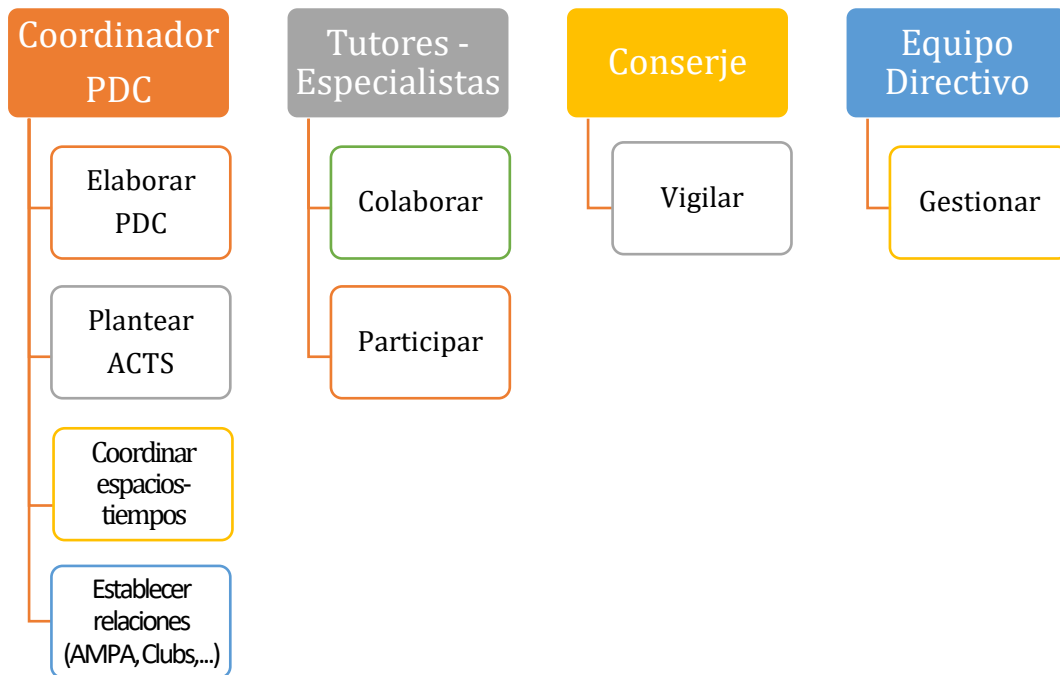 Coordinador
PDC
Elaborar
PDC
Plantear
ACTS
Coordinar
espacios-
tiempos
Establecer
relaciones
(AMPA, Clubs,...)
Tutores -
Especialistas
Colaborar
Participar
Conserje
Vigilar
Equipo
Directivo
Gestionar